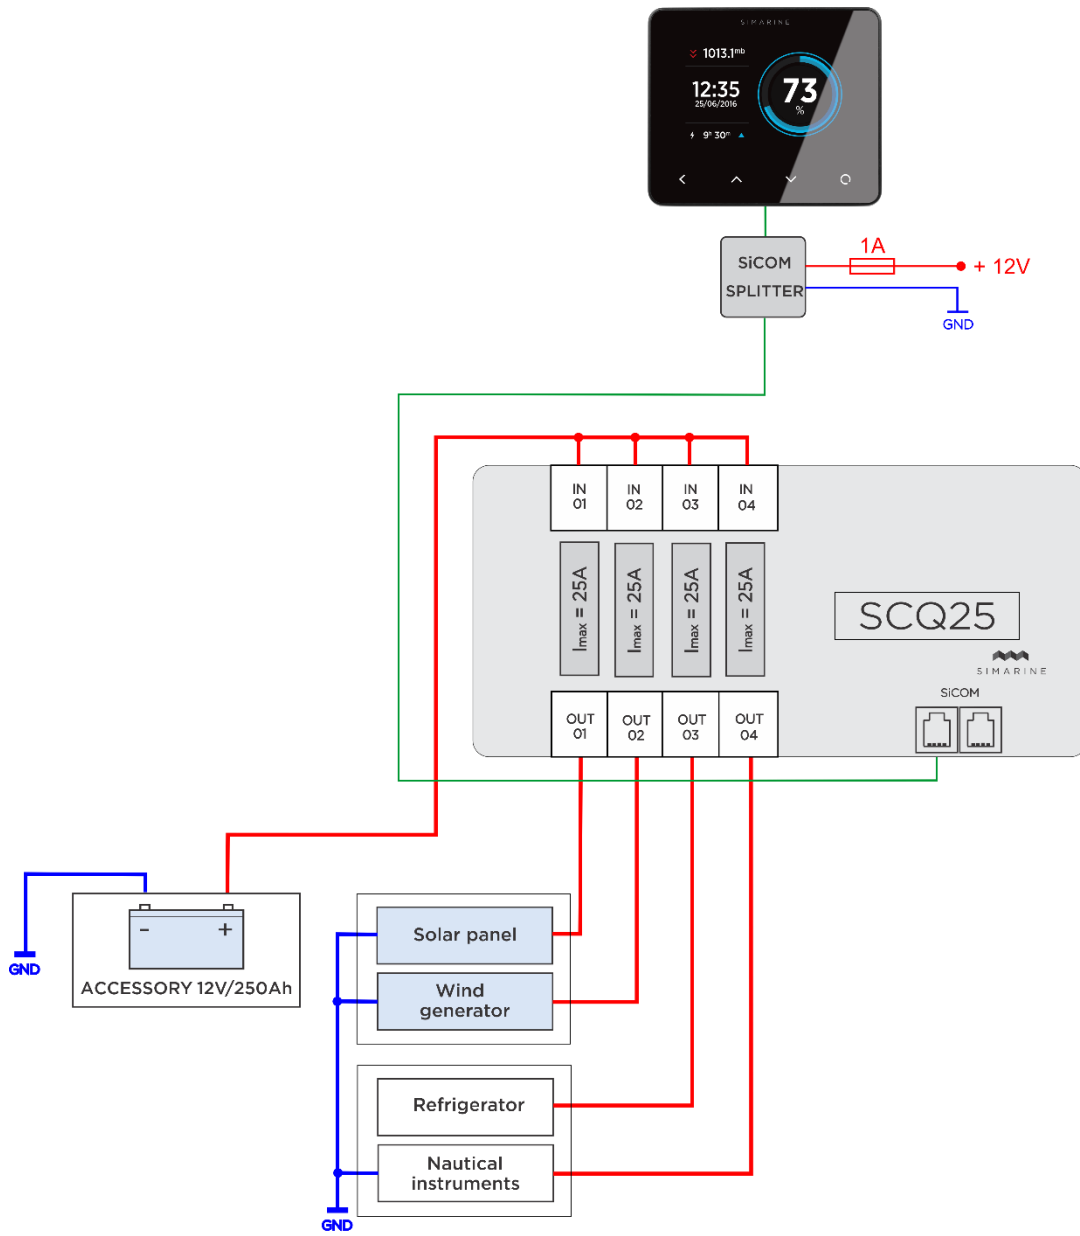 SIMARINE
1013.1mb
12:35
25/06/2016
73
%
9h 30m
SiCOM
SPLITTER
1A
+ 12V
GND
IN
01
IN
02
IN
03
IN
04
Imax = 25A
Imax = 25A
Imax = 25A
Imax = 25A
SCQ25
SIMARINE
SiCOM
OUT
01
OUT
02
OUT
03
OUT
04
GND
- +
ACCESSORY 12V/250Ah
Solar panel
Wind
generator
Refrigerator
Nautical
instruments
GND